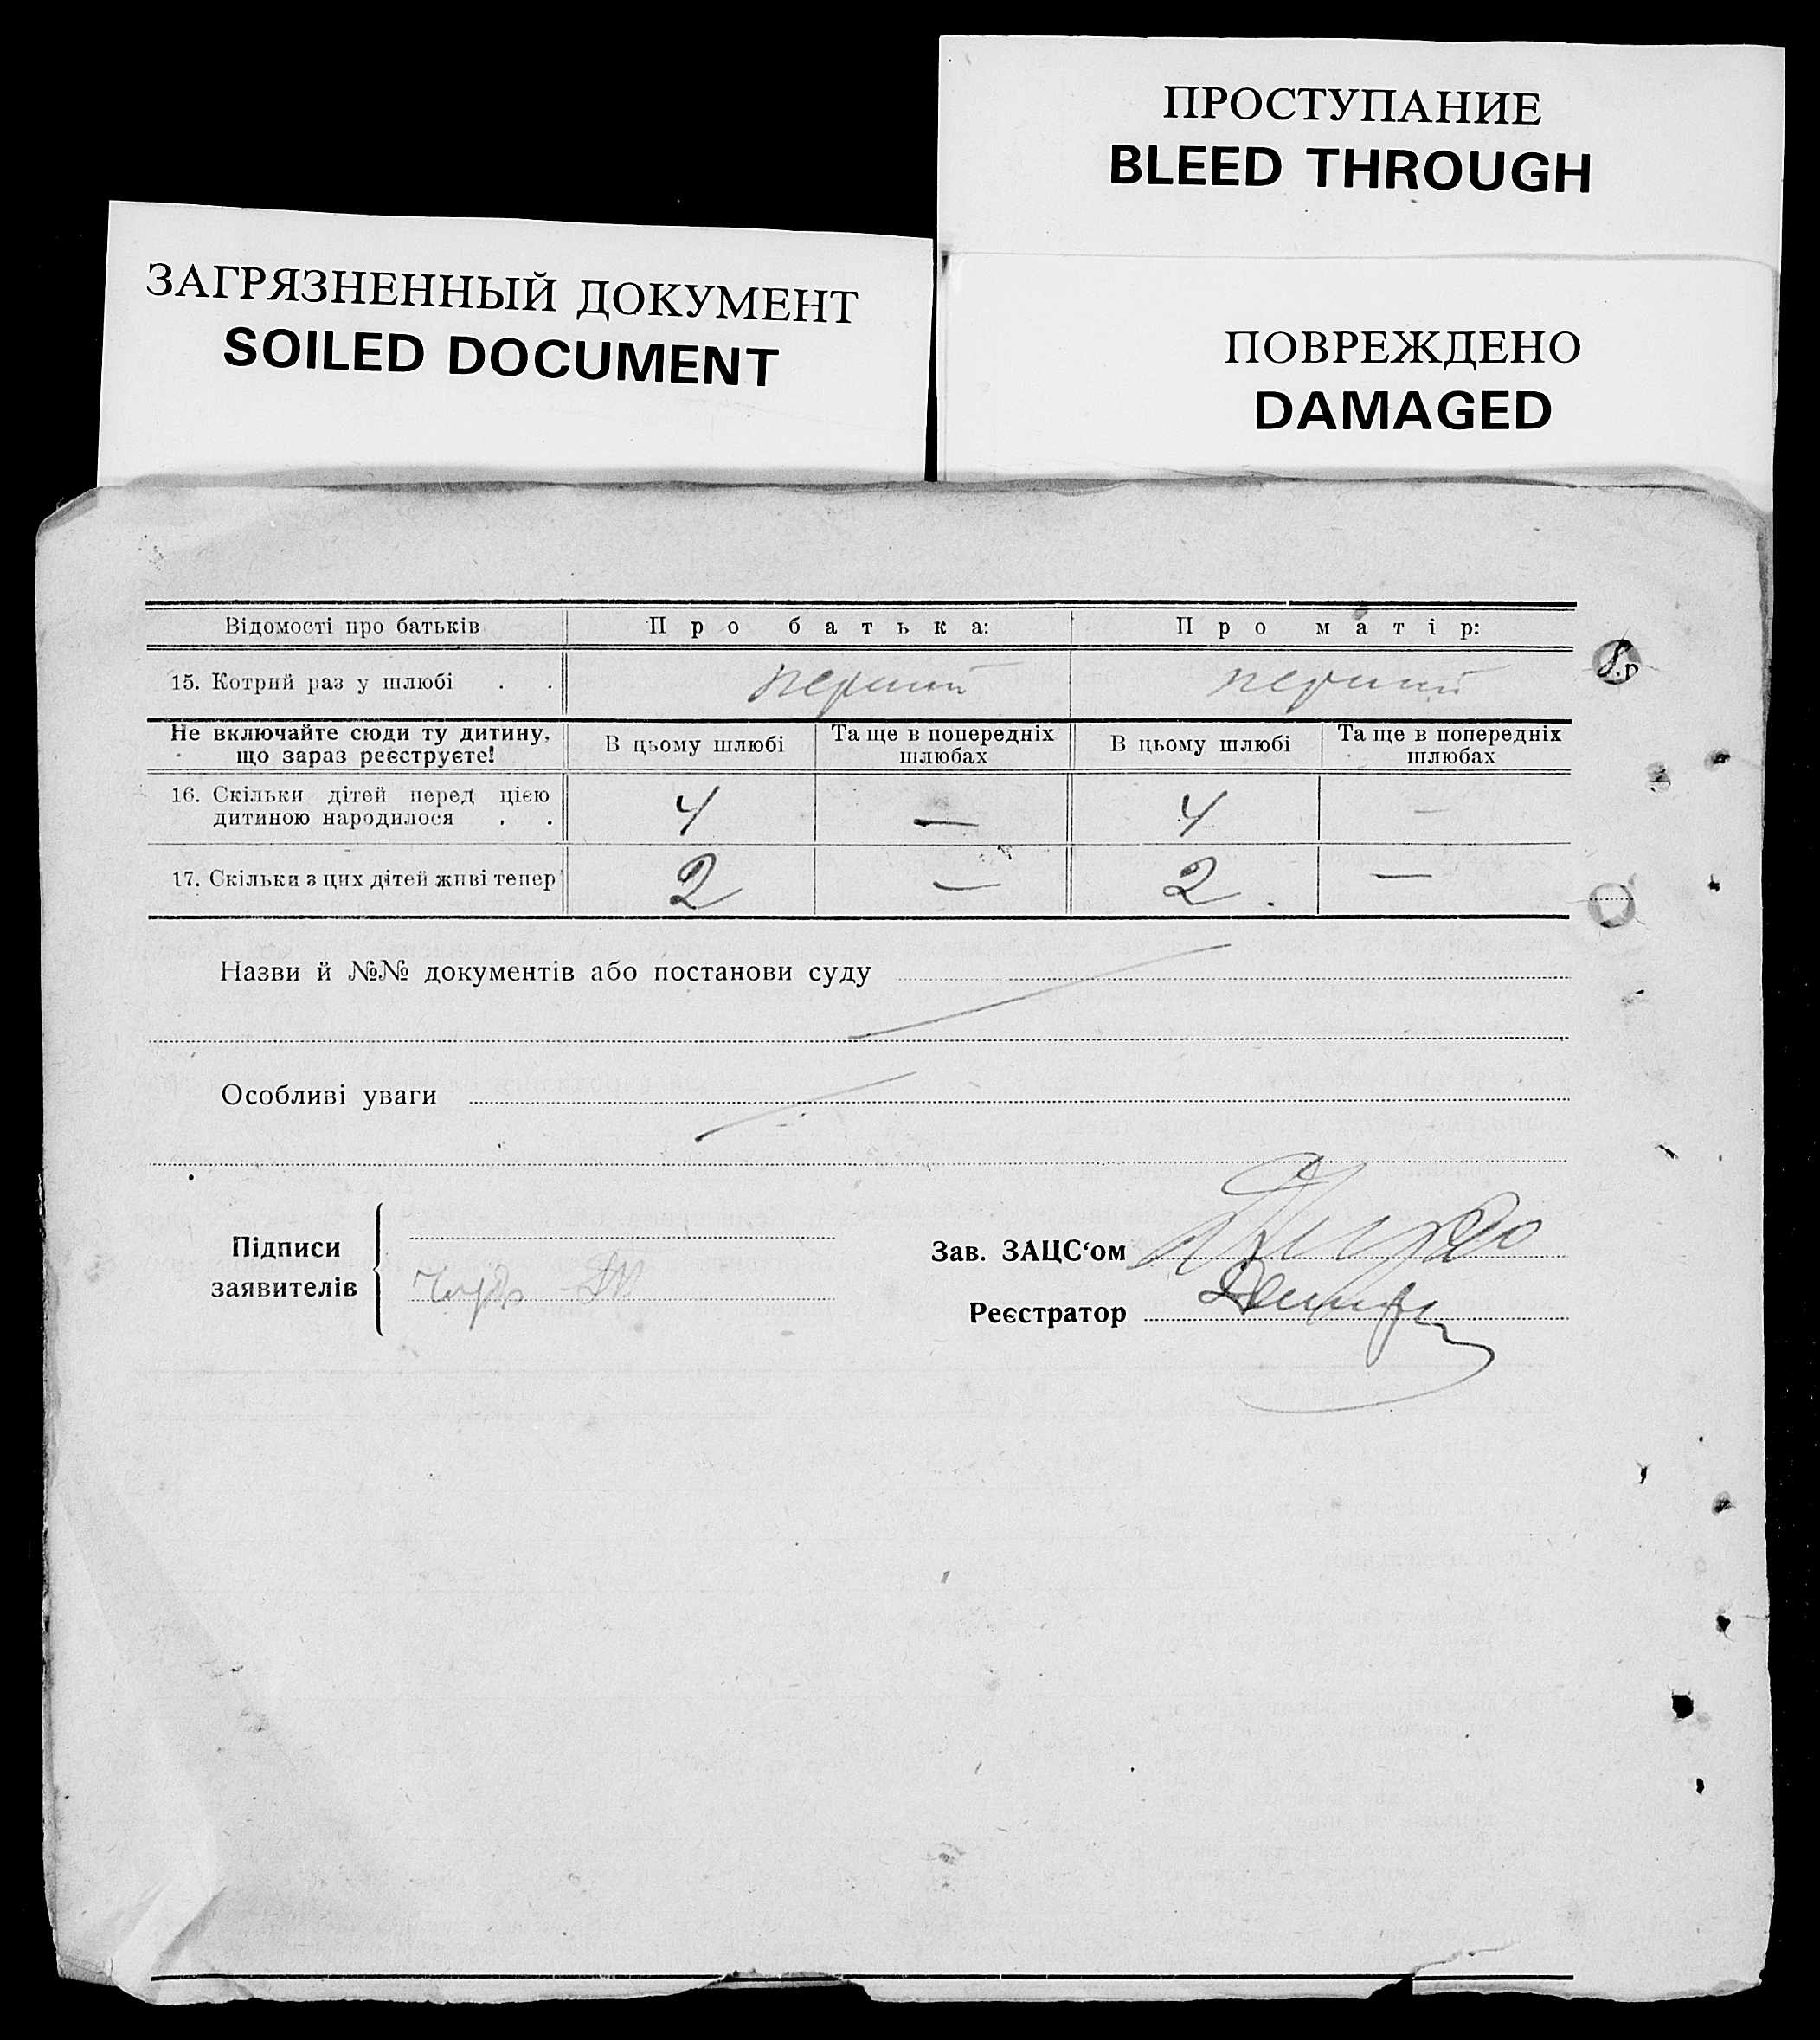 ПРОСТУПАНИЕ
BLEED THROUGH
ЗАГРЯЗНЕННЫЙ ДОКУМЕНТ
SOILED DOCUMENT
ПОВРЕЖДЕНО
DAMAGED
Відомості про батьків Про батька: Про матір:
15. Котрий раз у шлюбі . . перший перший
Не включайте сюди ту дитину, що зараз реєструєте! В цьому шлюбі Та ще в попередніх шлюбах В цьому шлюбі Та ще в попередніх шлюбах
16. Скільки дітей перед цією дитиною народилося . . 4 — 4 —
17. Скільки з цих дітей живі тепер 2 — 2 —
Назви й №№ документів або постанови суду
Особливі уваги
Підписи заявителів
Зав. ЗАЦС‘ом
Реєстратор